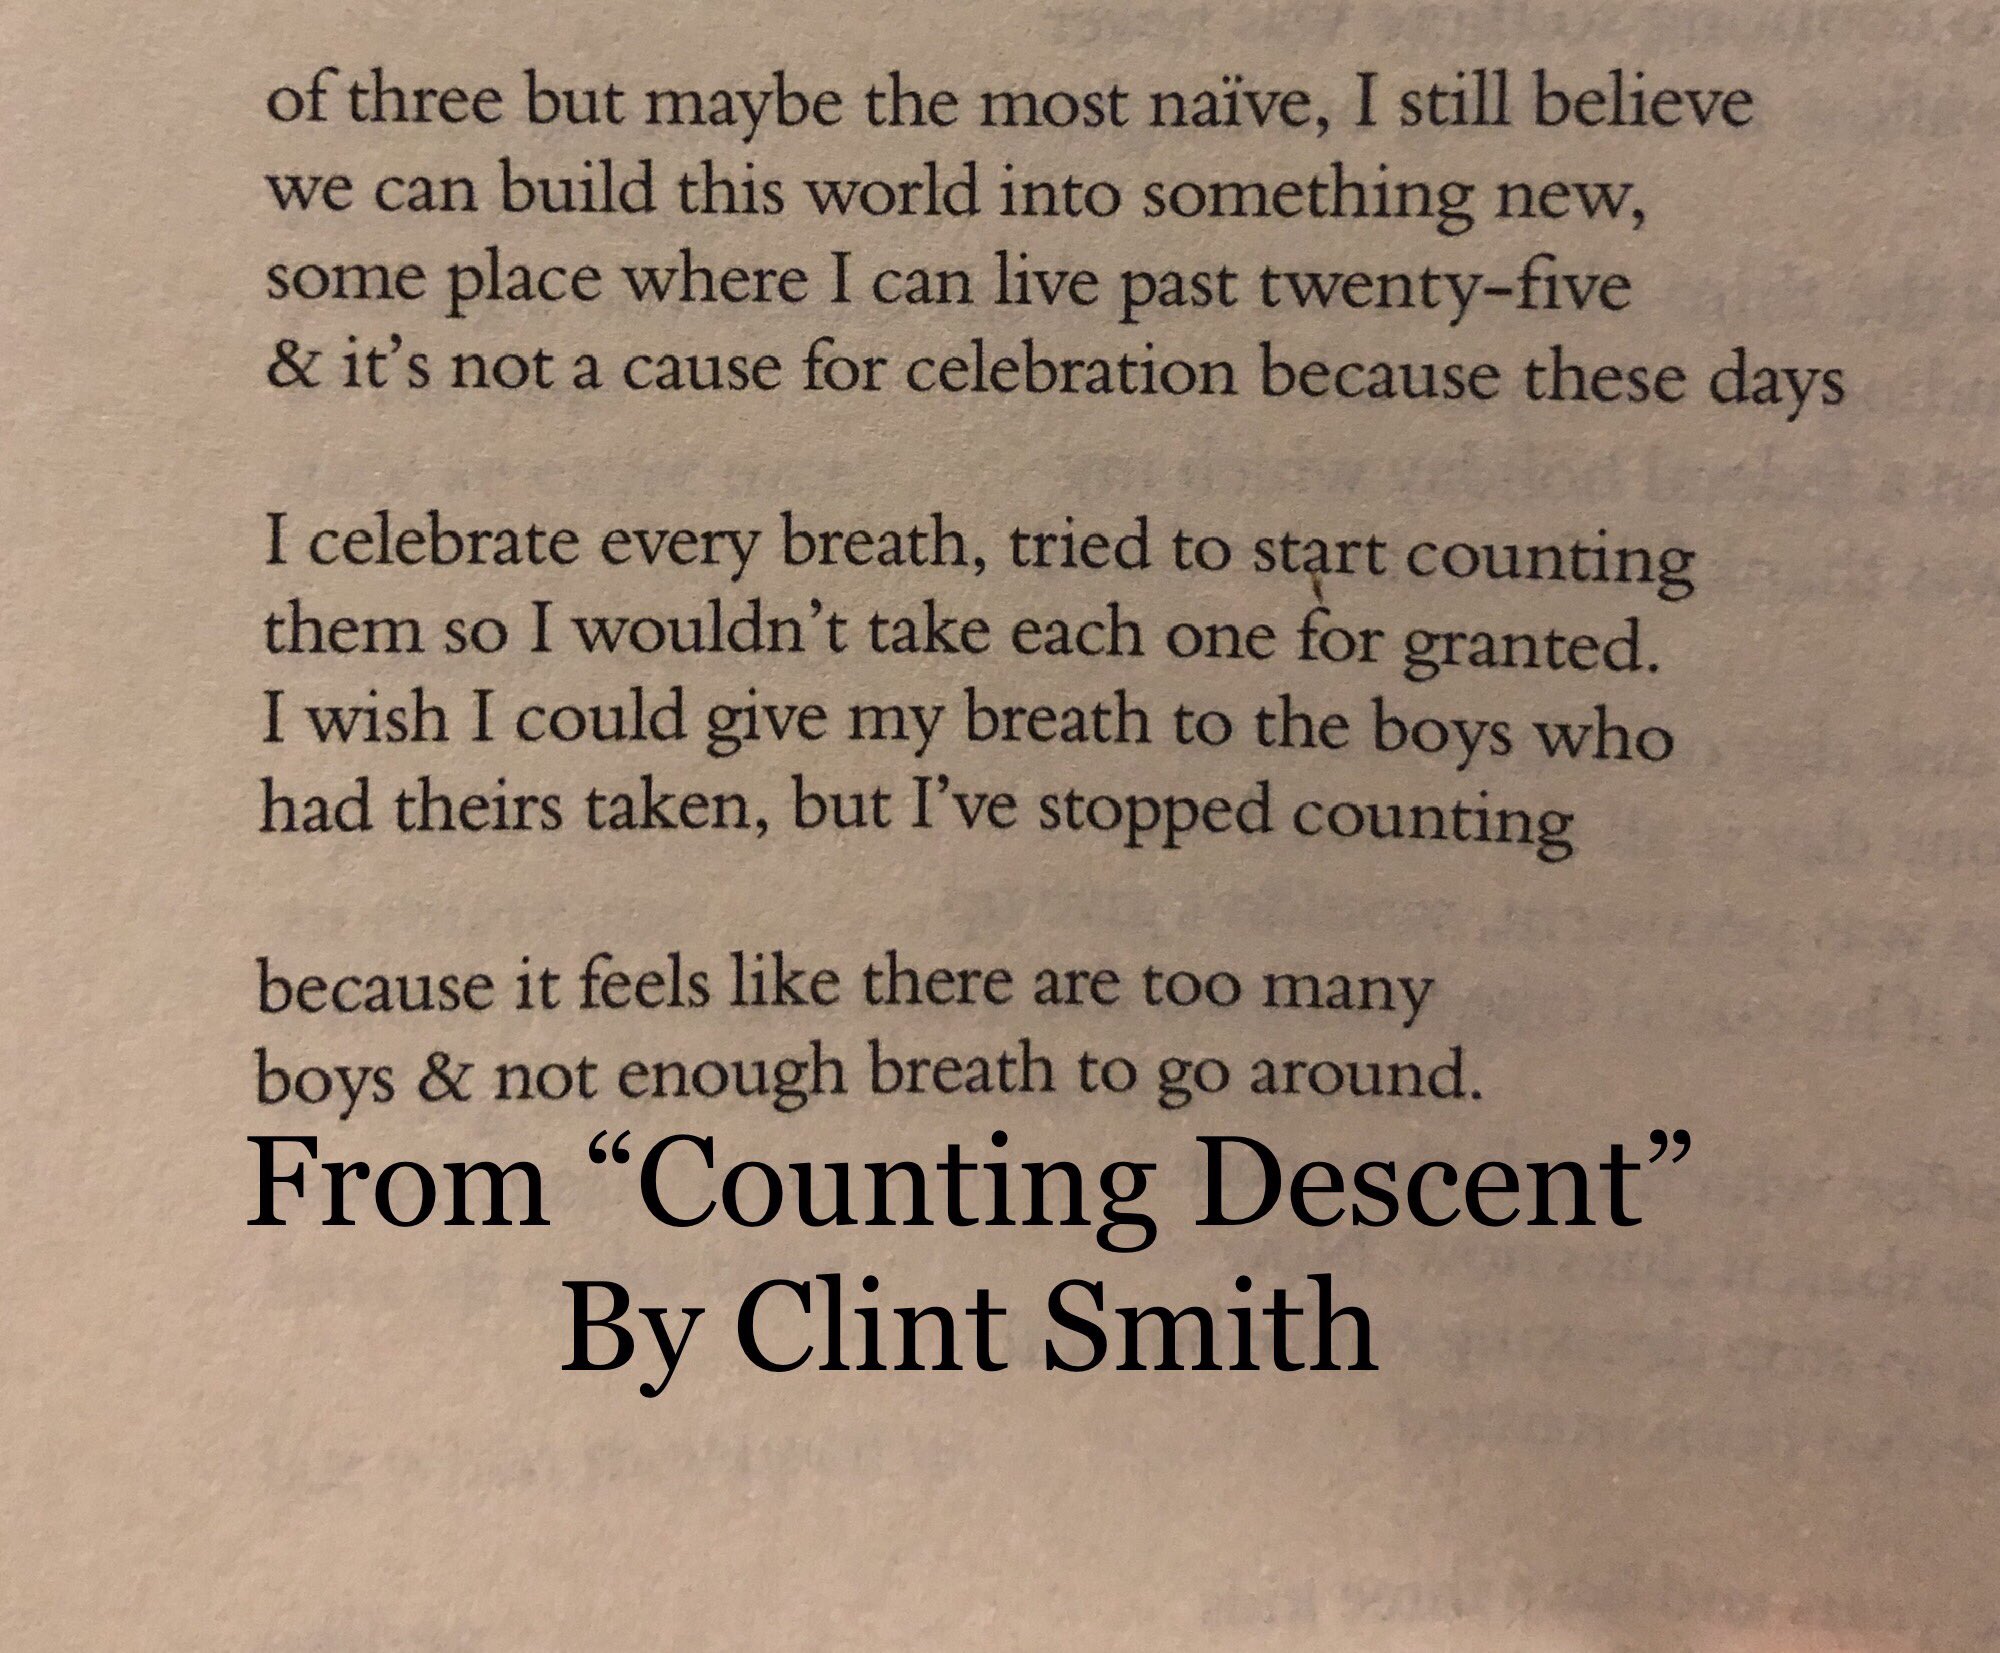 of three but maybe the most naïve, I still believe
we can build this world into something new,
some place where I can live past twenty-five
& it’s not a cause for celebration because these days
I celebrate every breath, tried to start counting
them so I wouldn’t take each one for granted.
I wish I could give my breath to the boys who
had theirs taken, but I’ve stopped counting
because it feels like there are too many
boys & not enough breath to go around.
From “Counting Descent”
By Clint Smith